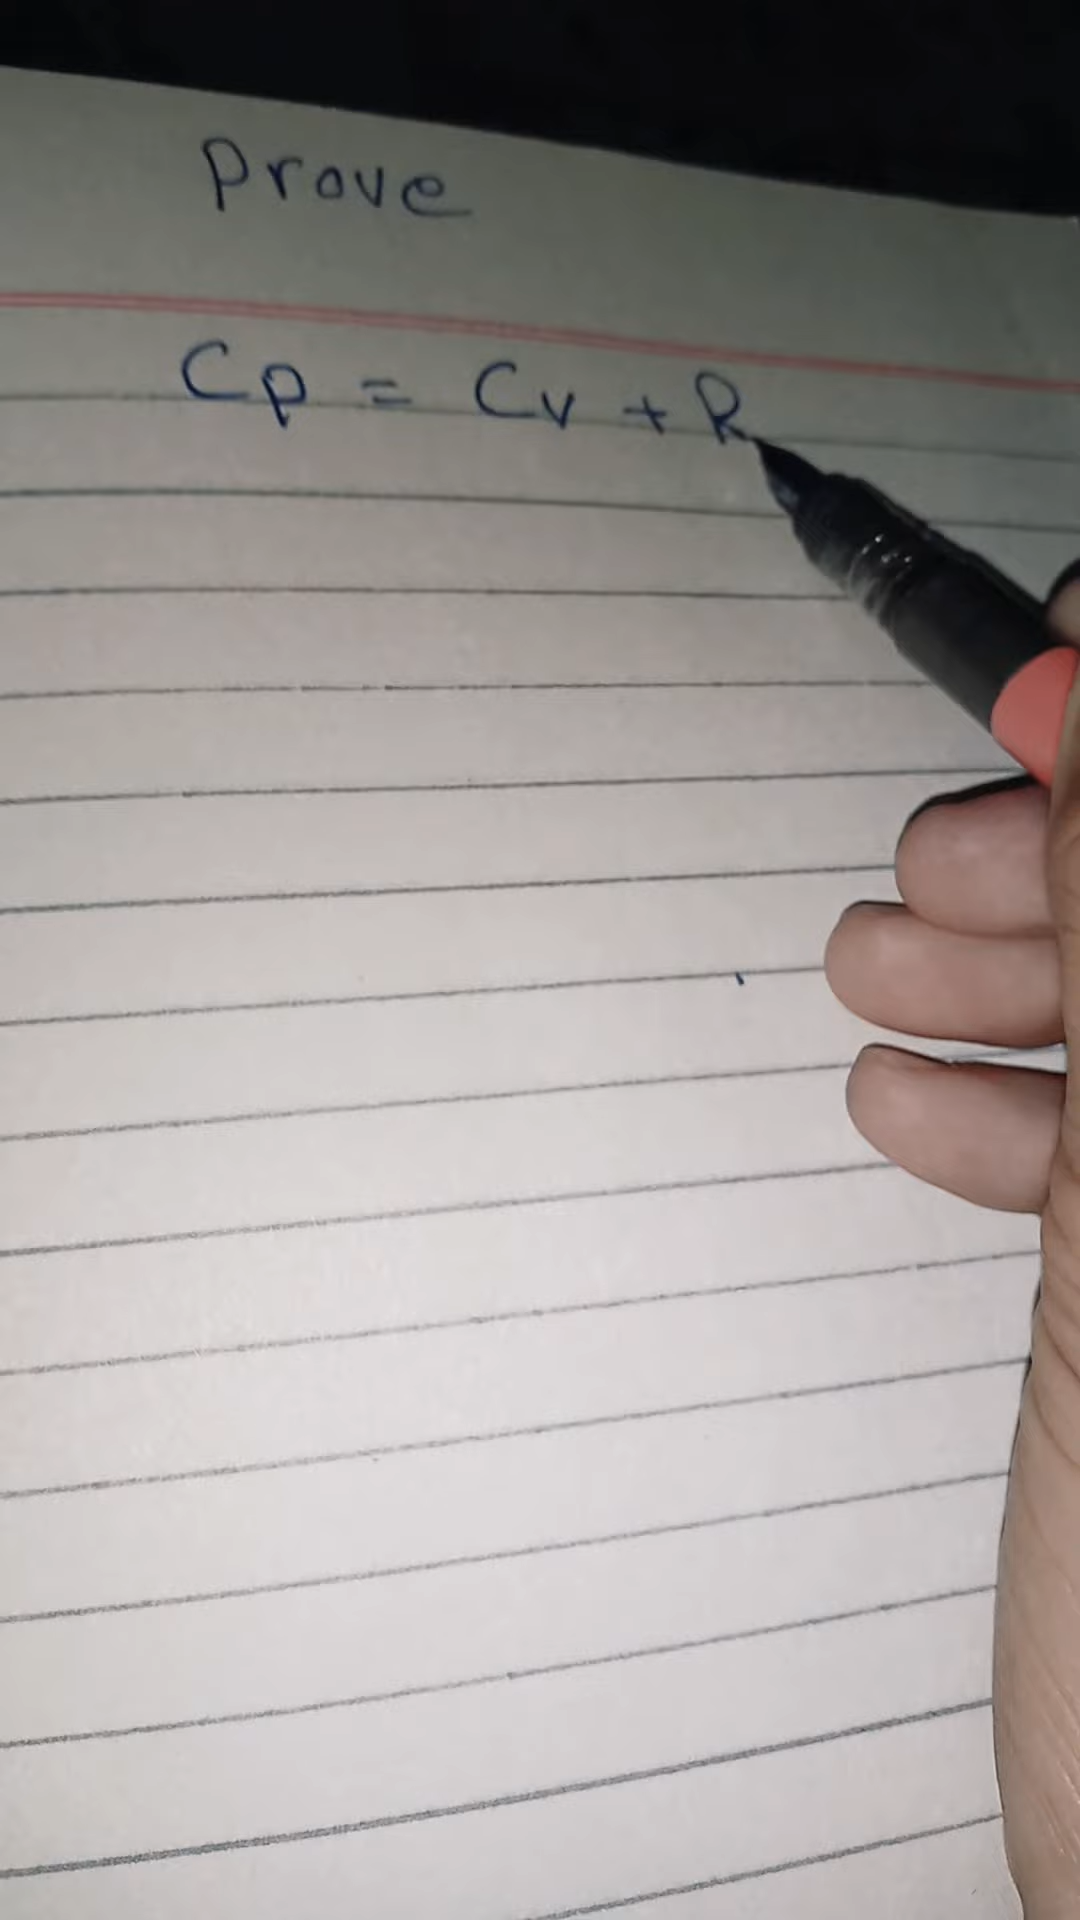 Prove
Cp = Cv + R